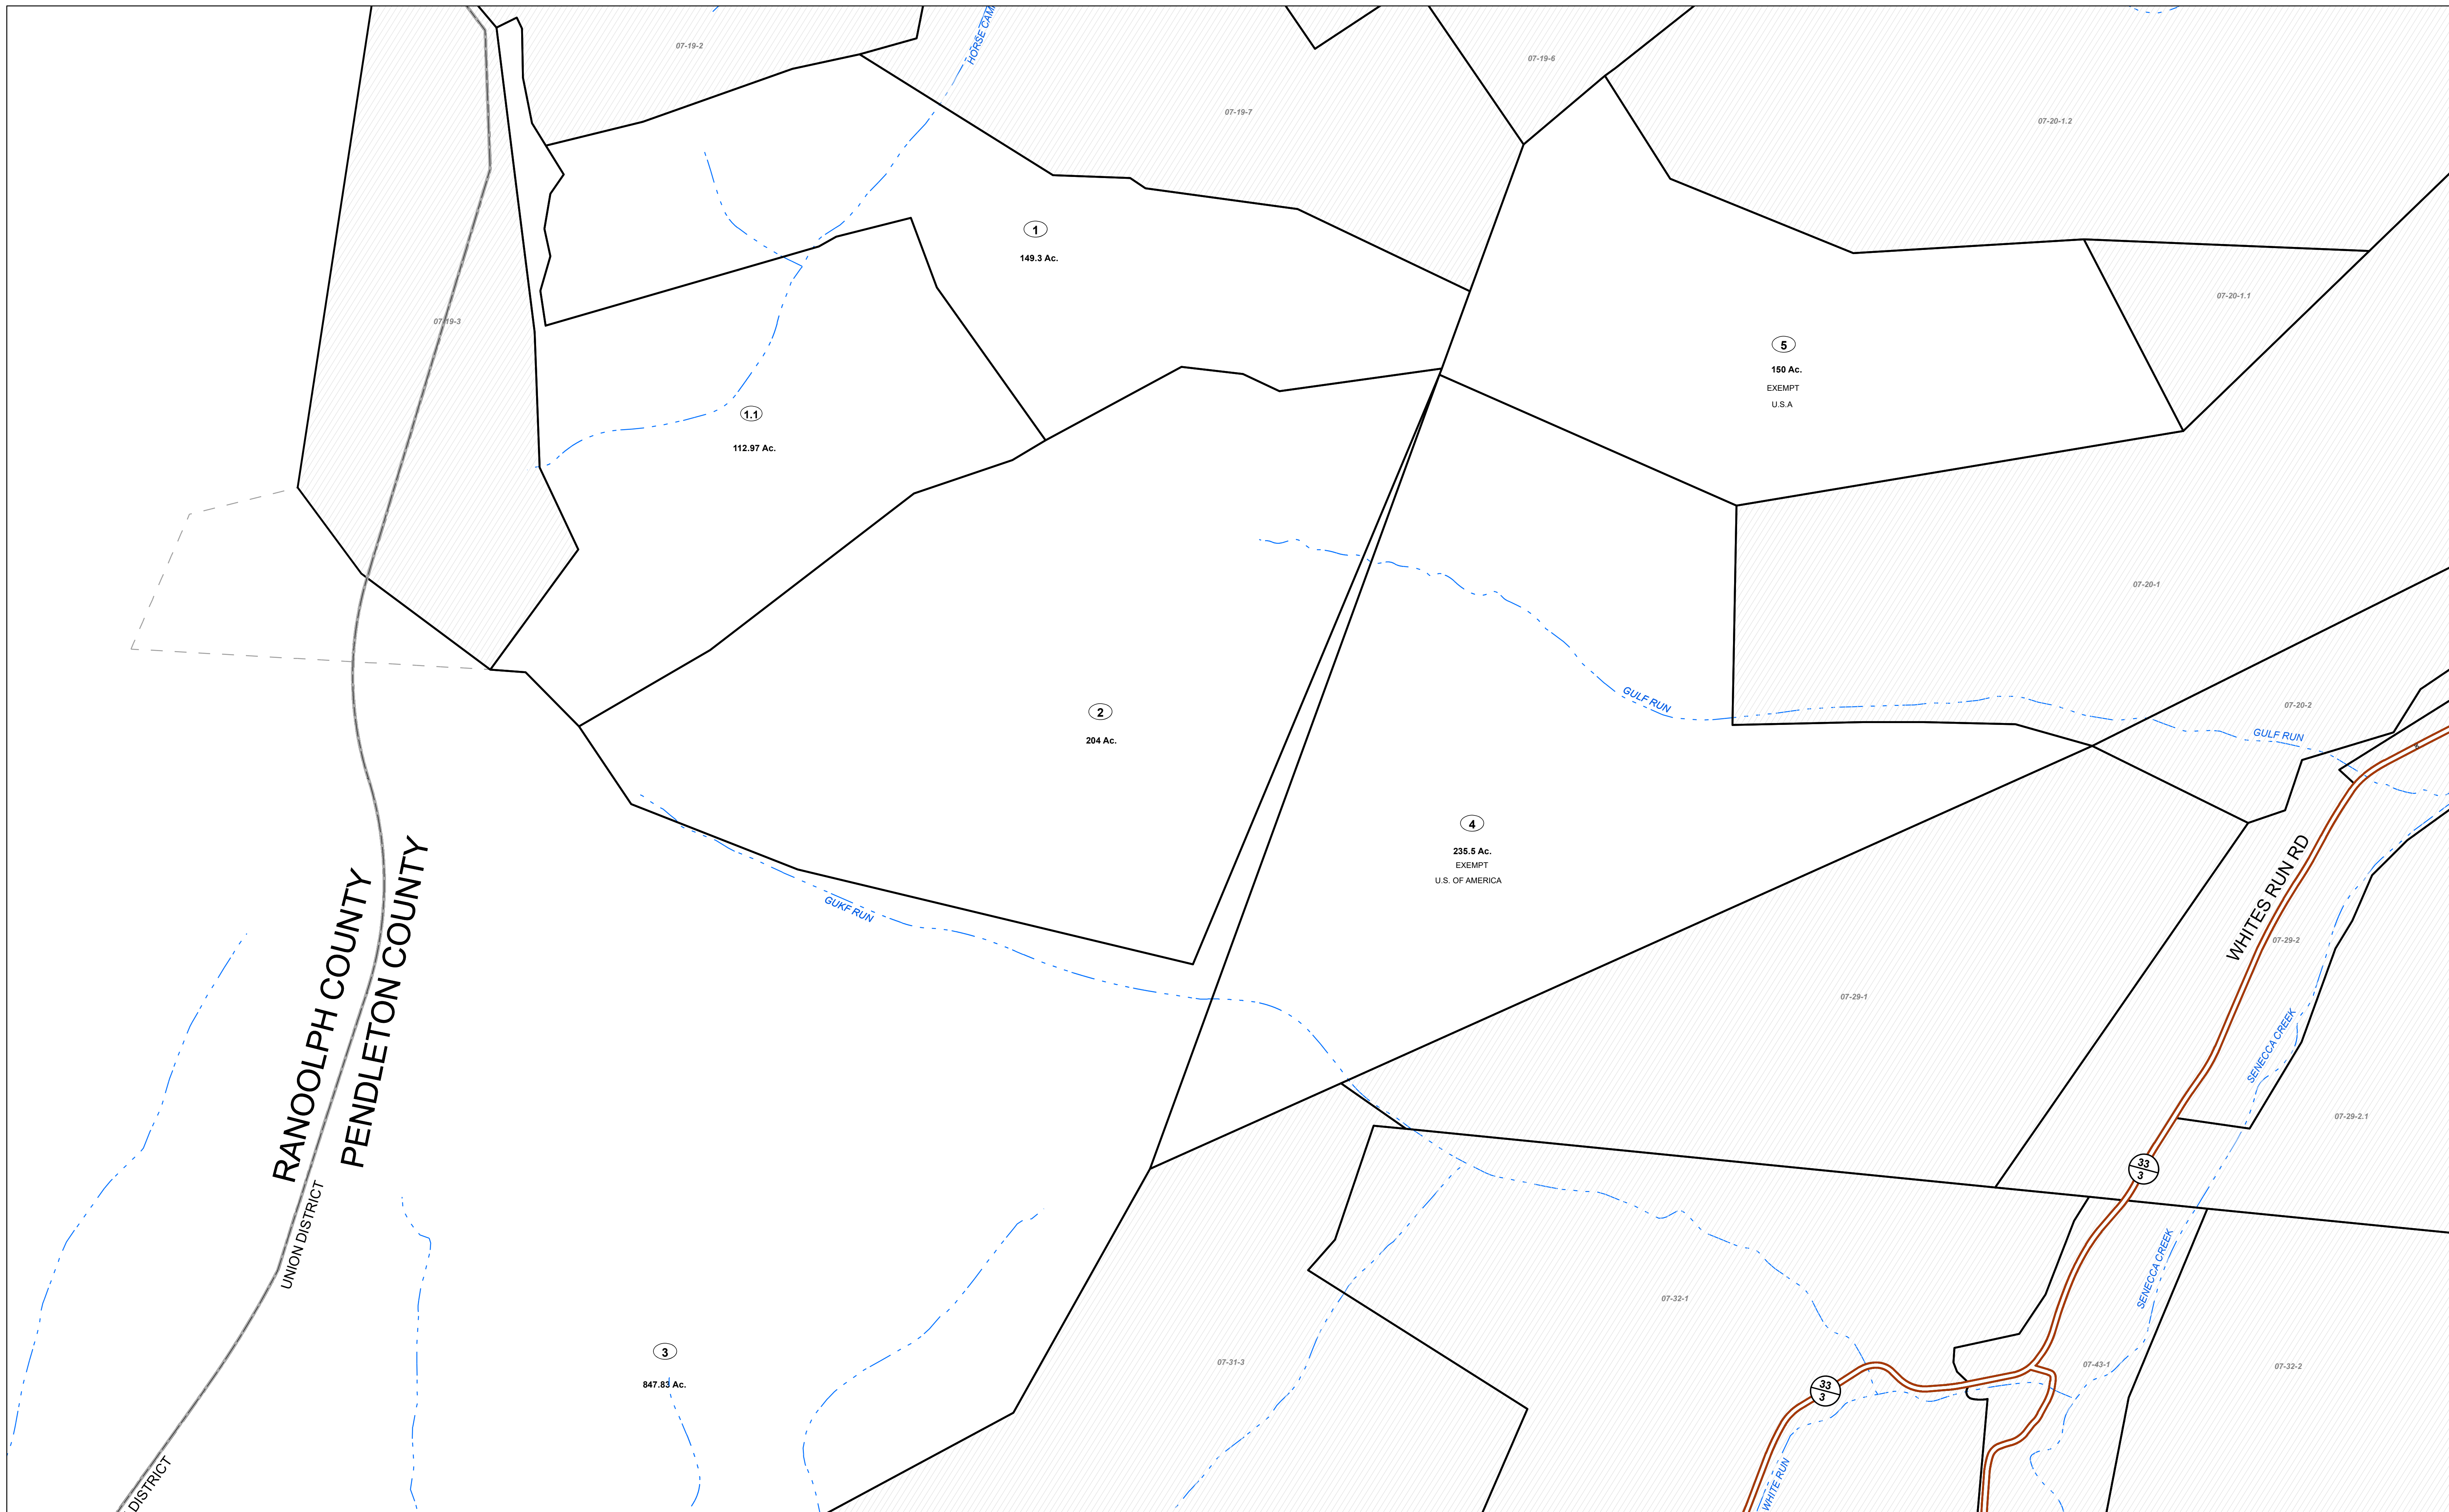 HORSE CAM
07-19-2
07-19-6
07-19-7
07-20-1.2
1
149.3 Ac.
07-20-1.1
07-19-3
5
150 Ac.
EXEMPT
U.S.A
1.1
112.97 Ac.
07-20-1
GULF RUN
07-20-2
2
204 Ac.
GULF RUN
4
235.5 Ac.
EXEMPT
U.S. OF AMERICA
WHITES RUN RD
GUKF RUN
07-29-2
RANOOLPH COUNTY
PENDLETON COUNTY
07-29-1
SENECCA CREEK
07-29-2.1
33
3
UNION DISTRICT
SENECCA CREEK
07-32-1
3
847.83 Ac.
07-31-3
07-43-1
07-32-2
33
3
DISTRICT
WHITE RUN